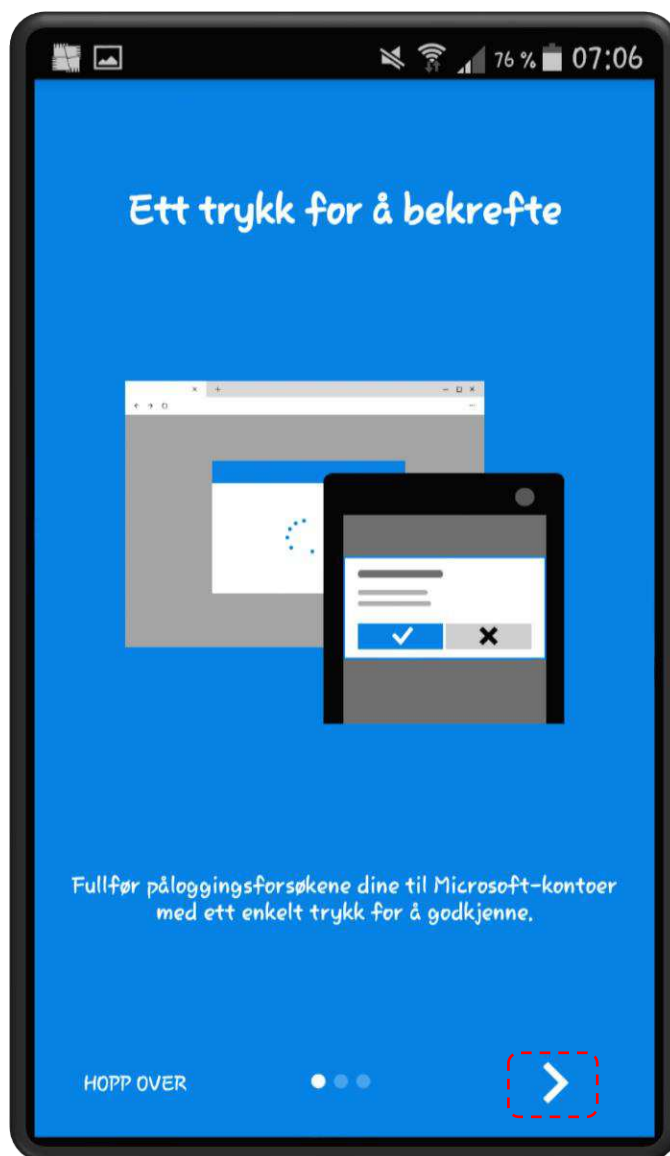 76 % 07:06
Ett trykk for å bekrefte
Fullfør påloggingsforsøkene dine til Microsoft-kontoer
med ett enkelt trykk for å godkjenne.
HOPP OVER